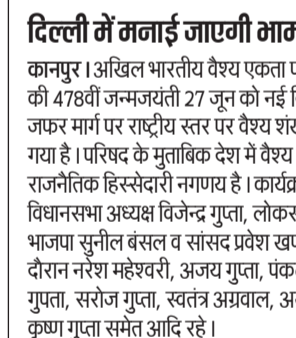 दिल्ली में मनाई जाएगी भाम
कानपुर । अखिल भारतीय वैश्य एकता प
की 478वीं जन्मजयंती 27 जून को नई
जफर मार्ग पर राष्ट्रीय स्तर पर वैश्य शंख
गया है । परिषद के मुताबिक देश में वैश्य
राजनैतिक हिस्सेदारी नगण्य है । कार्यक्र
विधानसभा अध्यक्ष विजेन्द्र गुप्ता, लोकस
भाजपा सुनील बंसल व सांसद प्रवेश खण
दौरान नरेश महेश्वरी, अजय गुप्ता, पंक
गुप्ता, सरोज गुप्ता, स्वतंत्र अग्रवाल, अ
कृष्ण गुप्ता समेत आदि रहे ।